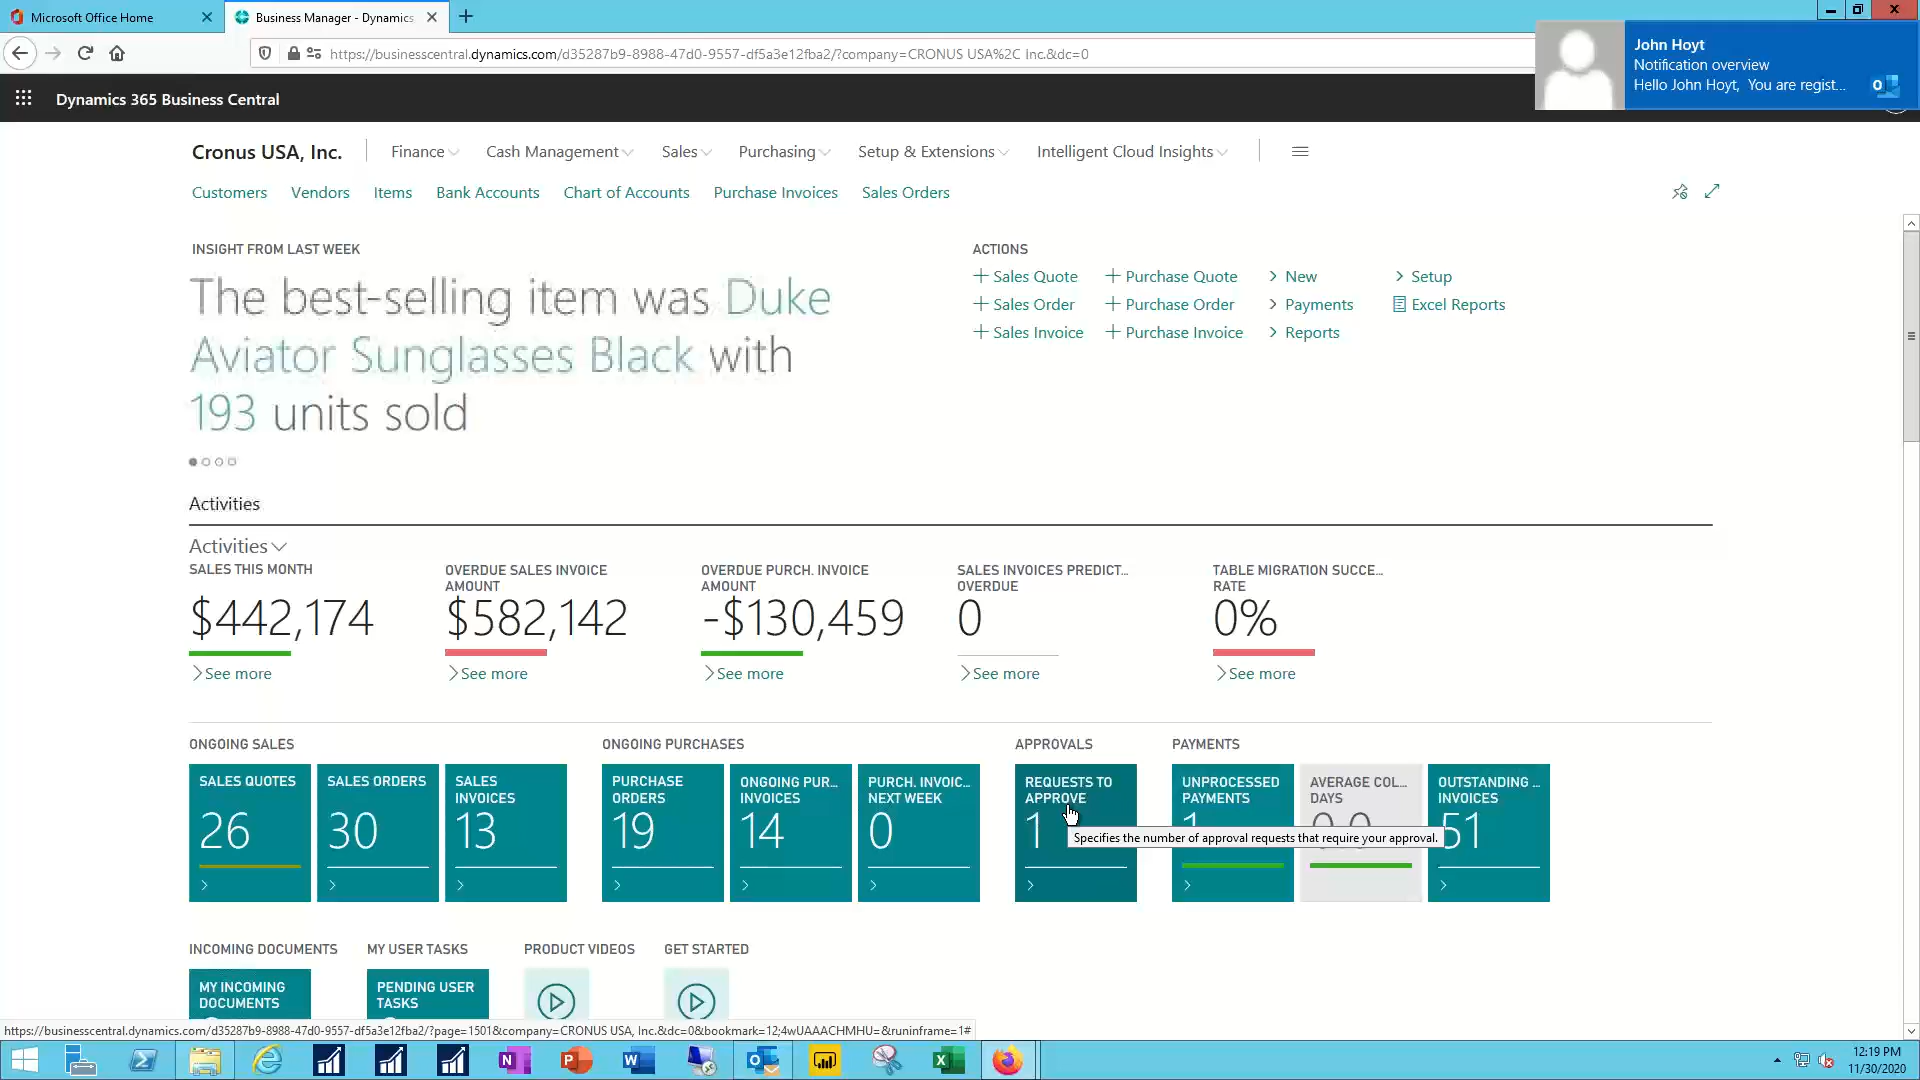 Microsoft Office Home
Business Manager - Dynamics
https://businesscentral.dynamics.com/d35287b9-8988-47d0-9557-df5a3e12fba2/?company=CRONUS USA%2C Inc.&dc=0
John Hoyt
Notification overview
Hello John Hoyt, You are regist...
Dynamics 365 Business Central
Cronus USA, Inc. Finance Cash Management Sales Purchasing Setup & Extensions Intelligent Cloud Insights
Customers Vendors Items Bank Accounts Chart of Accounts Purchase Invoices Sales Orders
INSIGHT FROM LAST WEEK
The best-selling item was Duke
Aviator Sunglasses Black with
193 units sold
ACTIONS
+ Sales Quote + Purchase Quote > New > Setup
+ Sales Order + Purchase Order > Payments Excel Reports
+ Sales Invoice + Purchase Invoice > Reports
Activities
Activities
SALES THIS MONTH
$442,174
> See more
OVERDUE SALES INVOICE
AMOUNT
$582,142
> See more
OVERDUE PURCH. INVOICE
AMOUNT
-$130,459
> See more
SALES INVOICES PREDICT...
OVERDUE
0
> See more
TABLE MIGRATION SUCCE...
RATE
0%
> See more
ONGOING SALES
SALES QUOTES
26
SALES ORDERS
30
SALES
INVOICES
13
ONGOING PURCHASES
PURCHASE
ORDERS
19
ONGOING PUR...
INVOICES
14
PURCH. INVOIC...
NEXT WEEK
0
APPROVALS
REQUESTS TO
APPROVE
1
Specifies the number of approval requests that require your approval.
PAYMENTS
UNPROCESSED
PAYMENTS
AVERAGE COL...
DAYS
OUTSTANDING ...
INVOICES
51
INCOMING DOCUMENTS
MY INCOMING
DOCUMENTS
MY USER TASKS
PENDING USER
TASKS
PRODUCT VIDEOS
GET STARTED
https://businesscentral.dynamics.com/d35287b9-8988-47d0-9557-df5a3e12fba2/?page=1501&company=CRONUS USA, Inc.&dc=0&bookmark=12;4wUAAACHMHU=&runinframe=1#
12:19 PM
11/30/2020